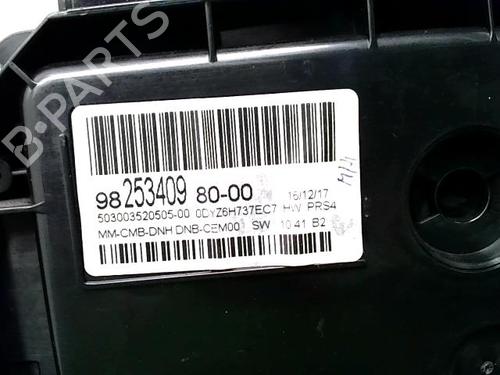 B-PARTS
98 253409 80-00 16/12/17
503003520505-00 0DYZ6H737EC7 HW PRS4
MM-CMB-DNH DNB-CEM00 SW 10.41 B2